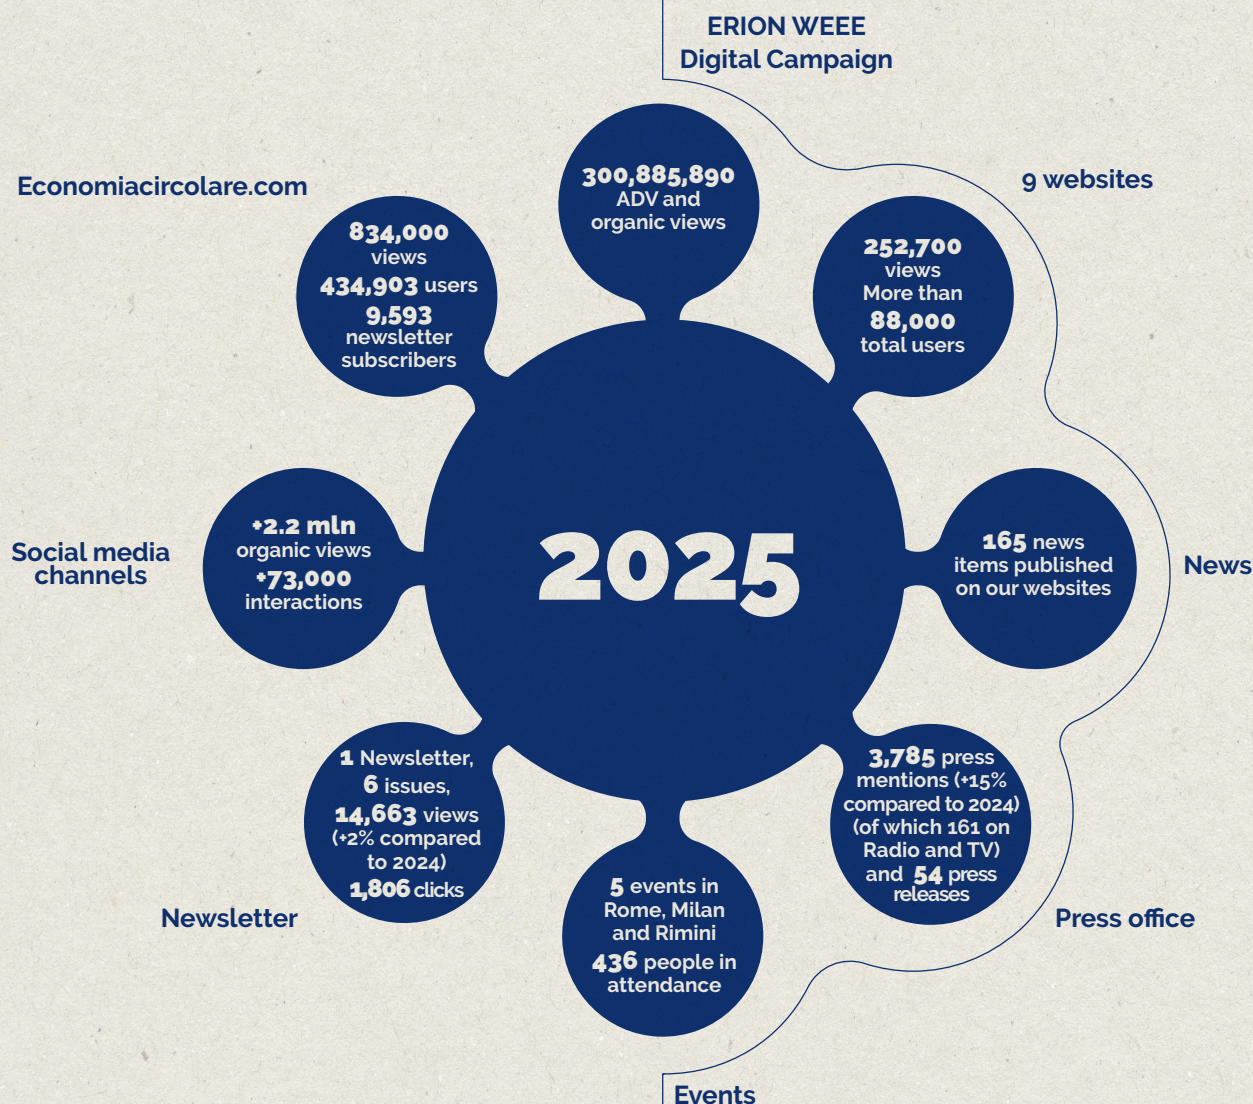 ERION WEEE
Digital Campaign
300,885,890
ADV and
organic views
9 websites
252,700
views
More than
88,000
total users
News
165 news
items published
on our websites
Press office
3,785 press
mentions (+15%
compared to 2024)
(of which 161 on
Radio and TV)
and 54 press
releases
Events
5 events in
Rome, Milan
and Rimini
436 people in
attendance
Newsletter
1 Newsletter,
6 issues,
14,663 views
(+2% compared
to 2024)
1,806 clicks
Social media
channels
+2.2 mln
organic views
+73,000
interactions
Economiacircolare.com
834,000
views
434,903 users
9,593
newsletter
subscribers
2025